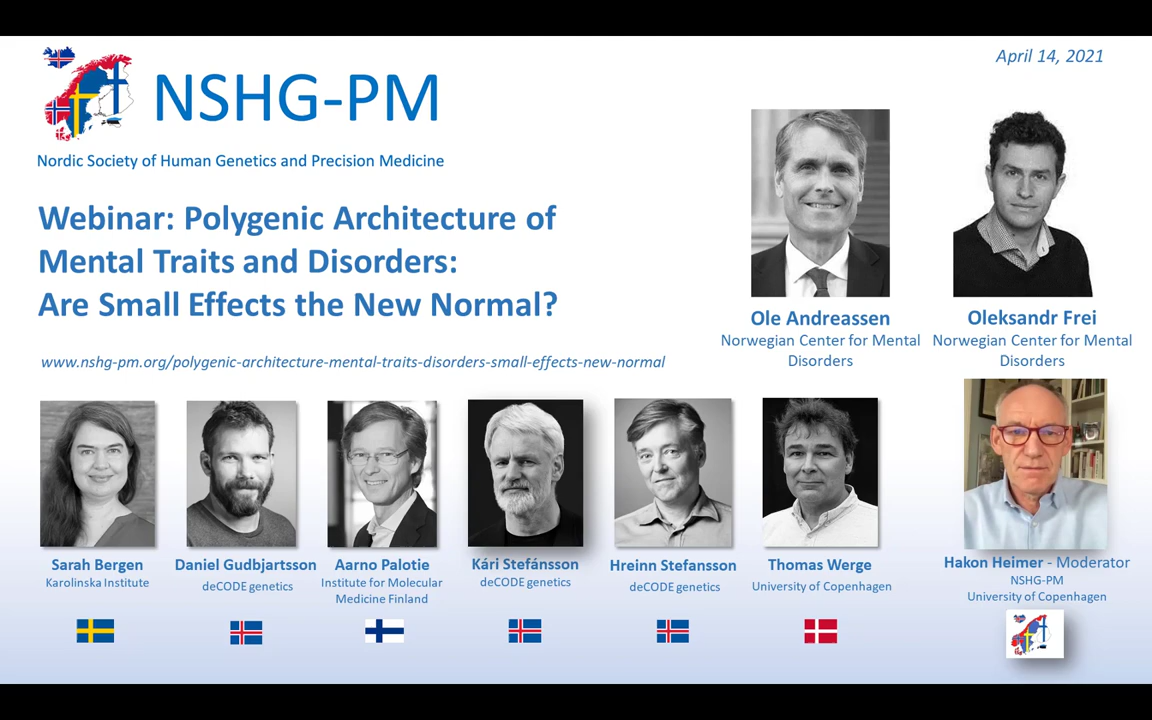 April 14, 2021
NSHG-PM
Nordic Society of Human Genetics and Precision Medicine
Webinar: Polygenic Architecture of
Mental Traits and Disorders:
Are Small Effects the New Normal?
www.nshg-pm.org/polygenic-architecture-mental-traits-disorders-small-effects-new-normal
Ole Andreassen
Norwegian Center for Mental
Disorders
Oleksandr Frei
Norwegian Center for Mental
Disorders
Sarah Bergen
Karolinska Institute
Daniel Gudbjartsson
deCODE genetics
Aarno Palotie
Institute for Molecular
Medicine Finland
Kári Stefánsson
deCODE genetics
Hreinn Stefansson
deCODE genetics
Thomas Werge
University of Copenhagen
Hakon Heimer - Moderator
NSHG-PM
University of Copenhagen